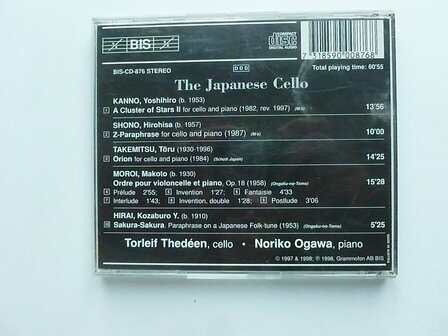 BIS
COMPACT
disc
DIGITAL AUDIO
7 318590 008768
BIS-CD-876 STEREO
DDD
Total playing time: 60'55
The Japanese Cello
KANNO, Yoshihiro (b. 1953)
1 A Cluster of Stars II for cello and piano (1982, rev. 1997) (M/s) 13'56
SHONO, Hirohisa (b. 1957)
2 Z-Paraphrase for cello and piano (1987) (M/s) 10'00
TAKEMITSU, Tōru (1930-1996)
3 Orion for cello and piano (1984) (Schott Japan) 14'25
MOROI, Makoto (b. 1930)
Ordre pour violoncelle et piano, Op. 18 (1958) (Ongaku-no-Tomo) 15'28
4 Prélude 2'55; 5 Invention 1'27; 6 Fantaisie 4'33
7 Interlude 1'43; 8 Invention, double 1'28; 9 Postlude 3'06
HIRAI, Kozaburo Y. (b. 1910)
10 Sakura-Sakura. Paraphrase on a Japanese Folk-tune (1953) (Ongaku-no-Tomo) 5'25
Torleif Thedéen, cello • Noriko Ogawa, piano
© 1997 & 1998; ℗ 1998, Grammofon AB BIS